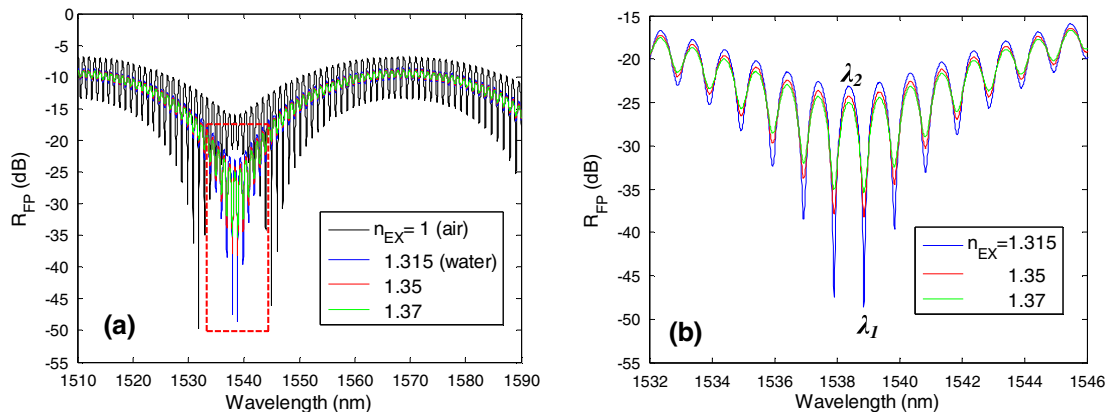 0
-5
-10
-15
-20
-25
-30
-35
-40
-45
-50
-55
1510 1520 1530 1540 1550 1560 1570 1580 1590
Wavelength (nm)
R_FP (dB)
(a)
n_EX = 1 (air)
1.315 (water)
1.35
1.37
-15
-20
-25
-30
-35
-40
-45
-50
-55
1532 1534 1536 1538 1540 1542 1544 1546
Wavelength (nm)
R_FP (dB)
(b)
λ_2
λ_1
n_EX=1.315
1.35
1.37